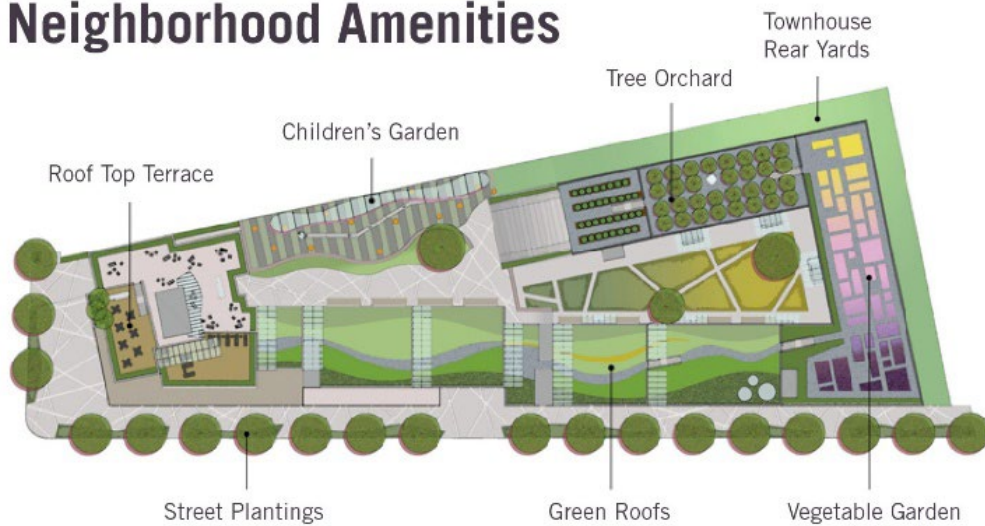 Neighborhood Amenities
Townhouse
Rear Yards
Tree Orchard
Children's Garden
Roof Top Terrace
Street Plantings
Green Roofs
Vegetable Garden